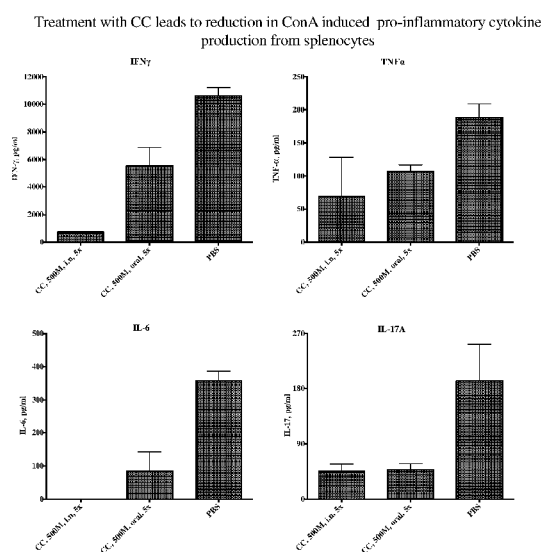 Treatment with CC leads to reduction in ConA induced pro-inflammatory cytokine
production from splenocytes
IFNγ
IFN-γ, pg/ml
12000
10000
8000
6000
4000
2000
0
CC, 500M, i.n, 5x
CC, 500M, oral, 5x
PBS
TNFα
TNF-α, pg/ml
250
200
150
100
50
0
CC, 500M, i.n, 5x
CC, 500M, oral, 5x
PBS
IL-6
IL-6, pg/ml
500
400
300
200
100
0
CC, 500M, i.n, 5x
CC, 500M, oral, 5x
PBS
IL-17A
IL-17, pg/ml
270
180
90
0
CC, 500M, i.n, 5x
CC, 500M, oral, 5x
PBS